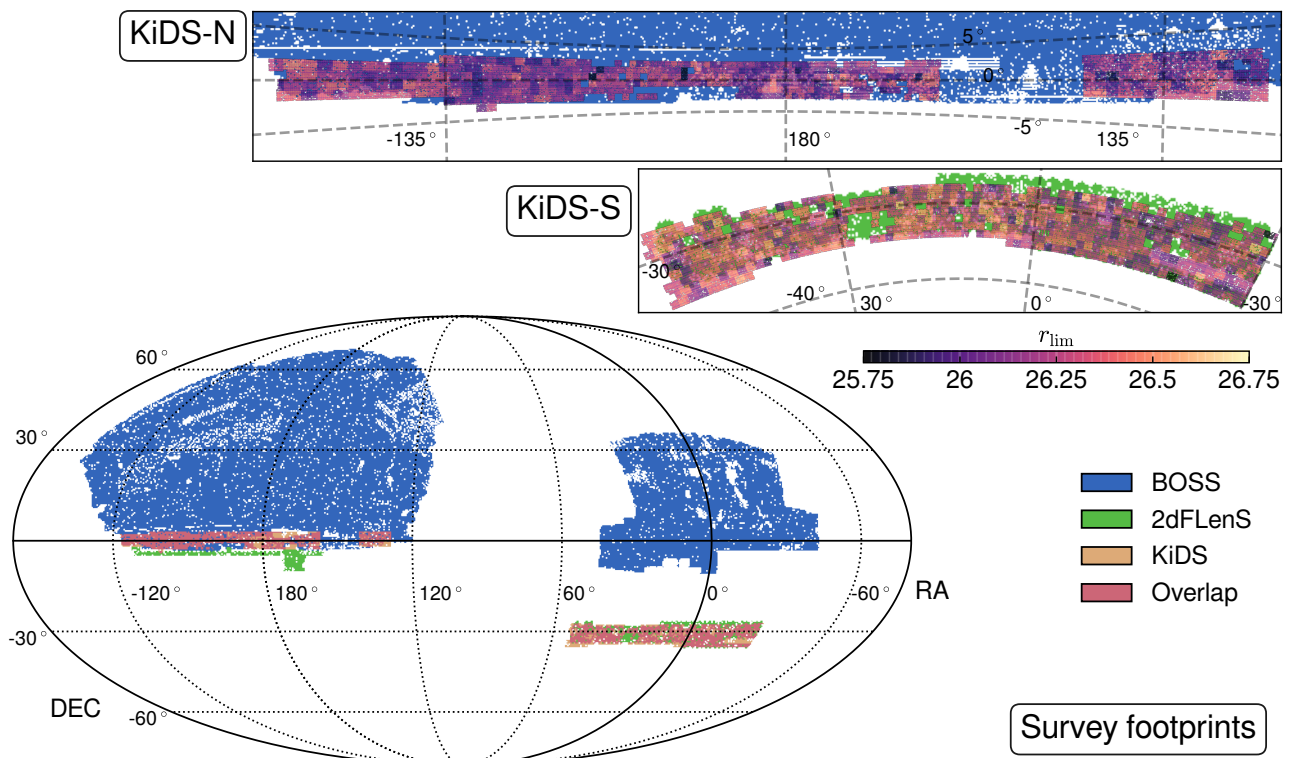 KiDS-N
5°
0°
-5°
-135°
180°
135°
KiDS-S
-30°
-40°
30°
0°
-30°
r_lim
25.75 26 26.25 26.5 26.75
60°
30°
-120° 180° 120° 60° 0° -60°
RA
-30°
DEC
-60°
BOSS
2dFLenS
KiDS
Overlap
Survey footprints